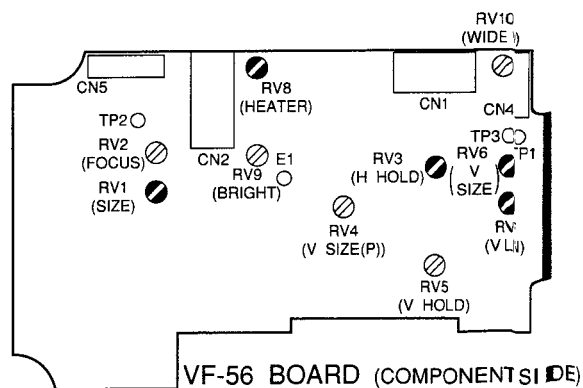 RV10
(WIDE)
CN5
RV8
(HEATER)
CN1
CN4
TP2
RV2
(FOCUS)
CN2
RV9
(BRIGHT)
E1
RV3
(H HOLD)
RV6
(V SIZE)
TP3
TP1
RV1
(SIZE)
RV4
(V SIZE(P))
RV5
(V HOLD)
VF-56 BOARD (COMPONENT SIDE)